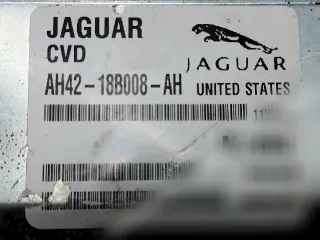 JAGUAR
CVD
JAGUAR
AH42-18B008-AH
UNITED STATES